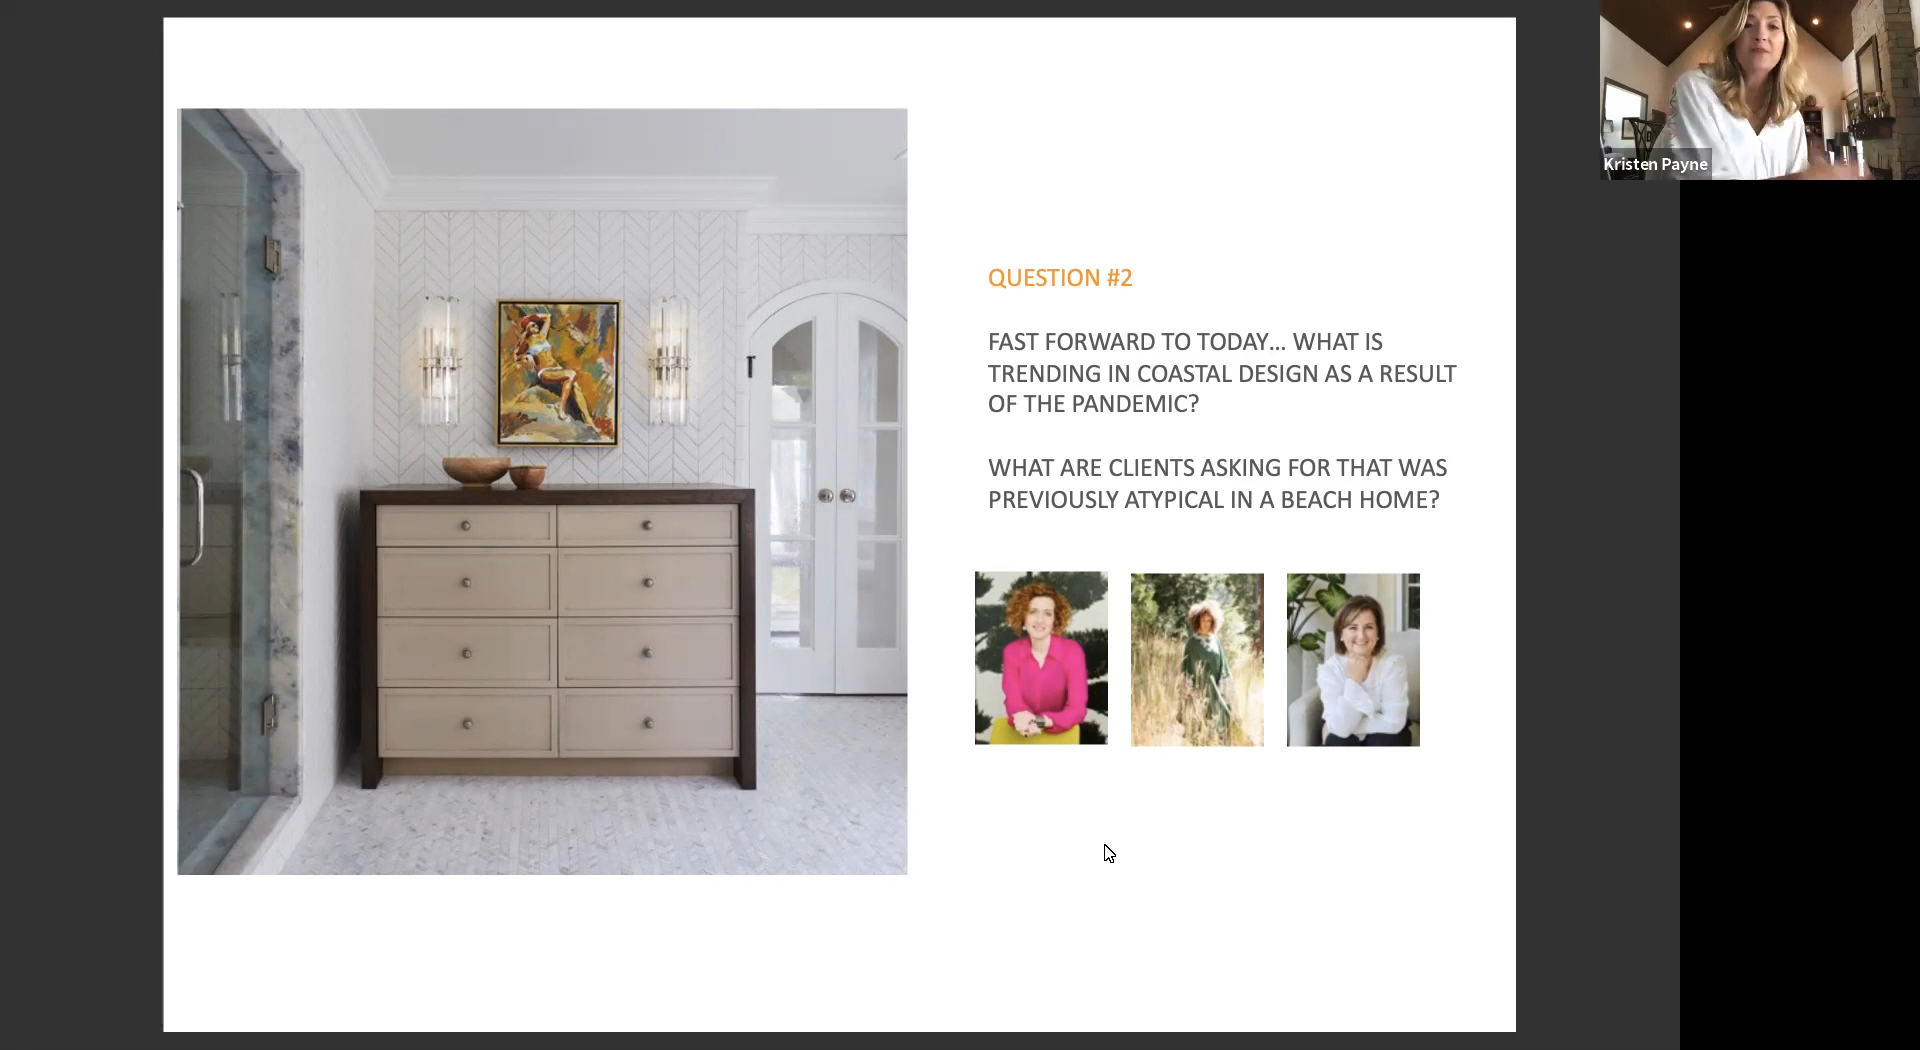 Kristen Payne
QUESTION #2
FAST FORWARD TO TODAY... WHAT IS
TRENDING IN COASTAL DESIGN AS A RESULT
OF THE PANDEMIC?
WHAT ARE CLIENTS ASKING FOR THAT WAS
PREVIOUSLY ATYPICAL IN A BEACH HOME?